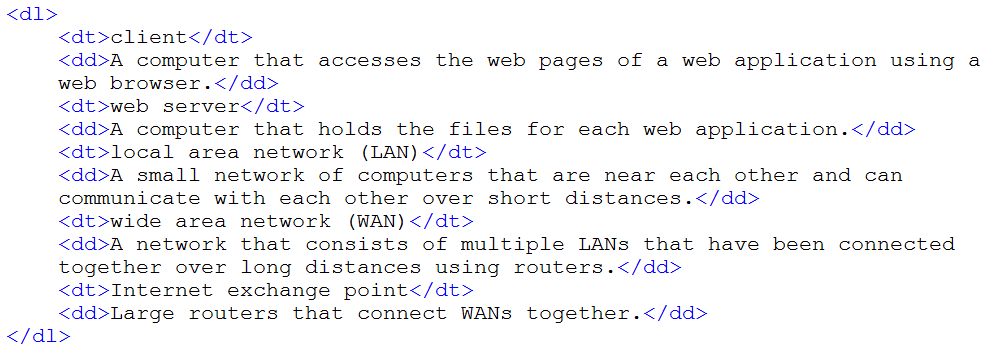 <dl>
<dt>client</dt>
<dd>A computer that accesses the web pages of a web application using a
web browser.</dd>
<dt>web server</dt>
<dd>A computer that holds the files for each web application.</dd>
<dt>local area network (LAN)</dt>
<dd>A small network of computers that are near each other and can
communicate with each other over short distances.</dd>
<dt>wide area network (WAN)</dt>
<dd>A network that consists of multiple LANs that have been connected
together over long distances using routers.</dd>
<dt>Internet exchange point</dt>
<dd>Large routers that connect WANs together.</dd>
</dl>